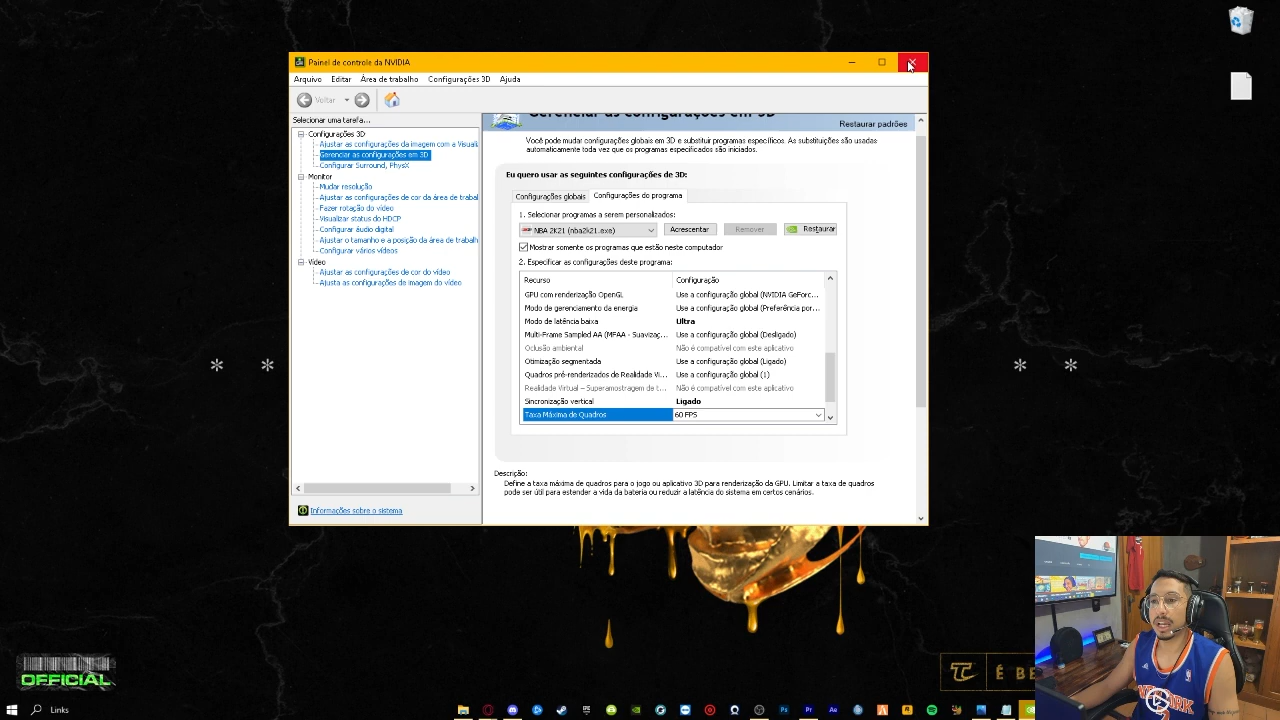 Painel de controle da NVIDIA
Arquivo Editar Área de trabalho Configurações 3D Ajuda
Voltar
Selecionar uma tarefa...
Configurações 3D
Ajustar as configurações da imagem com a Visuali
Gerenciar as configurações em 3D
Configurar Surround, PhysX
Monitor
Mudar resolução
Ajustar as configurações de cor da área de trabal
Fazer rotação do vídeo
Visualizar status do HDCP
Configurar áudio digital
Ajustar o tamanho e a posição da área de trabalh
Configurar vários vídeos
Vídeo
Ajustar as configurações de cor do vídeo
Ajusta as configurações de imagem do vídeo
Informações sobre o sistema
Gerenciar as configurações em 3D
Restaurar padrões
Você pode mudar configurações globais em 3D e substituir programas específicos. As substituições são usadas
automaticamente toda vez que os programas especificados são iniciados.
Eu quero usar as seguintes configurações de 3D:
Configurações globais Configurações do programa
1. Selecionar programas a serem personalizados:
NBA 2K21 (nba2k21.exe) Acrescentar Remover Restaurar
Mostrar somente os programas que estão neste computador
2. Especificar as configurações deste programa:
Recurso Configuração
GPU com renderização OpenGL Use a configuração global (NVIDIA GeForc...
Modo de gerenciamento da energia Use a configuração global (Preferência por...
Modo de latência baixa Ultra
Multi-Frame Sampled AA (MFAA - Suavizaç... Use a configuração global (Desligado)
Oclusão ambiental Não é compatível com este aplicativo
Otimização segmentada Use a configuração global (Ligado)
Quadros pré-renderizados de Realidade Vi... Use a configuração global (1)
Realidade Virtual – Superamostragem de t... Não é compatível com este aplicativo
Sincronização vertical Ligado
Taxa Máxima de Quadros 60 FPS
Descrição:
Define a taxa máxima de quadros para o jogo ou aplicativo 3D para renderização da GPU. Limitar a taxa de quadros
pode ser útil para estender a vida da bateria ou reduzir a latência do sistema em certos cenários.
OFFICIAL
É BE
Links